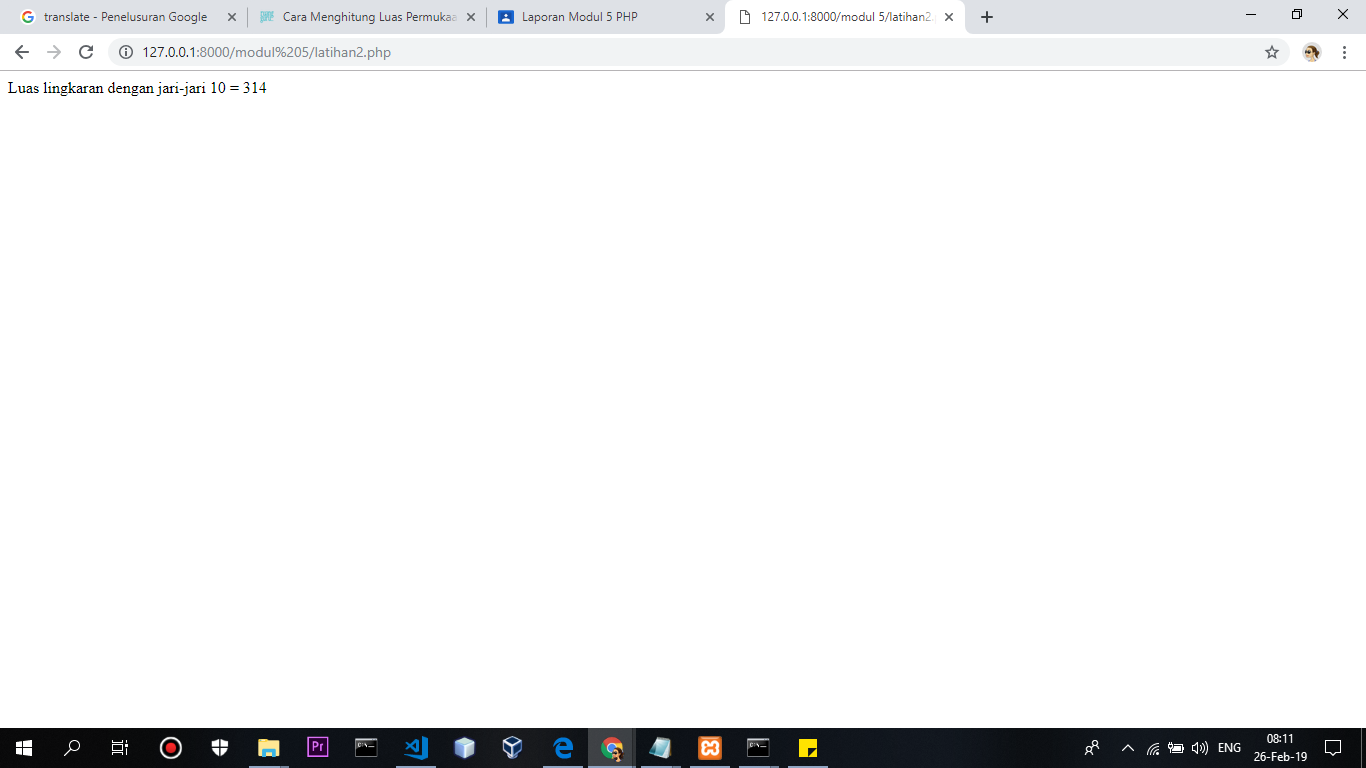 translate - Penelusuran Google
Cara Menghitung Luas Permukaa
Laporan Modul 5 PHP
127.0.0.1:8000/modul 5/latihan2.
127.0.0.1:8000/modul%205/latihan2.php
Luas lingkaran dengan jari-jari 10 = 314
Pr
C:\_
C:\_
ENG
08:11
26-Feb-19